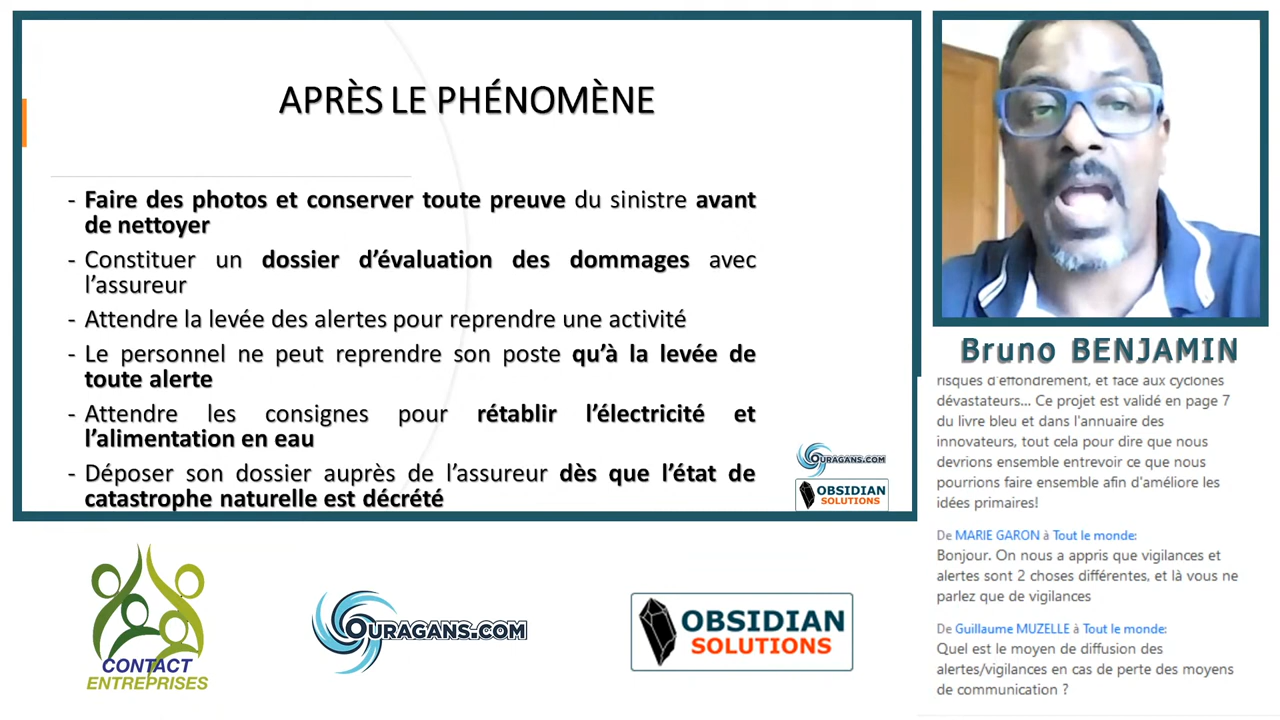 APRÈS LE PHÉNOMÈNE
- Faire des photos et conserver toute preuve du sinistre avant
de nettoyer
- Constituer un dossier d’évaluation des dommages avec
l’assureur
- Attendre la levée des alertes pour reprendre une activité
- Le personnel ne peut reprendre son poste qu’à la levée de
toute alerte
- Attendre les consignes pour rétablir l’électricité et
l’alimentation en eau
- Déposer son dossier auprès de l’assureur dès que l’état de
catastrophe naturelle est décrété
OURAGANS.COM
OBSIDIAN
SOLUTIONS
Bruno BENJAMIN
risques d'effondrement, et face aux cyclones
dévastateurs... Ce projet est validé en page 7
du livre bleu et dans l'annuaire des
innovateurs, tout cela pour dire que nous
devrions ensemble entrevoir ce que nous
pourrions faire ensemble afin d'améliore les
idées primaires!
De MARIE GARON à Tout le monde:
Bonjour. On nous a appris que vigilances et
alertes sont 2 choses différentes, et là vous ne
parlez que de vigilances
De Guillaume MUZELLE à Tout le monde:
Quel est le moyen de diffusion des
alertes/vigilances en cas de perte des moyens
de communication ?
CONTACT
ENTREPRISES
OURAGANS.COM
OBSIDIAN
SOLUTIONS